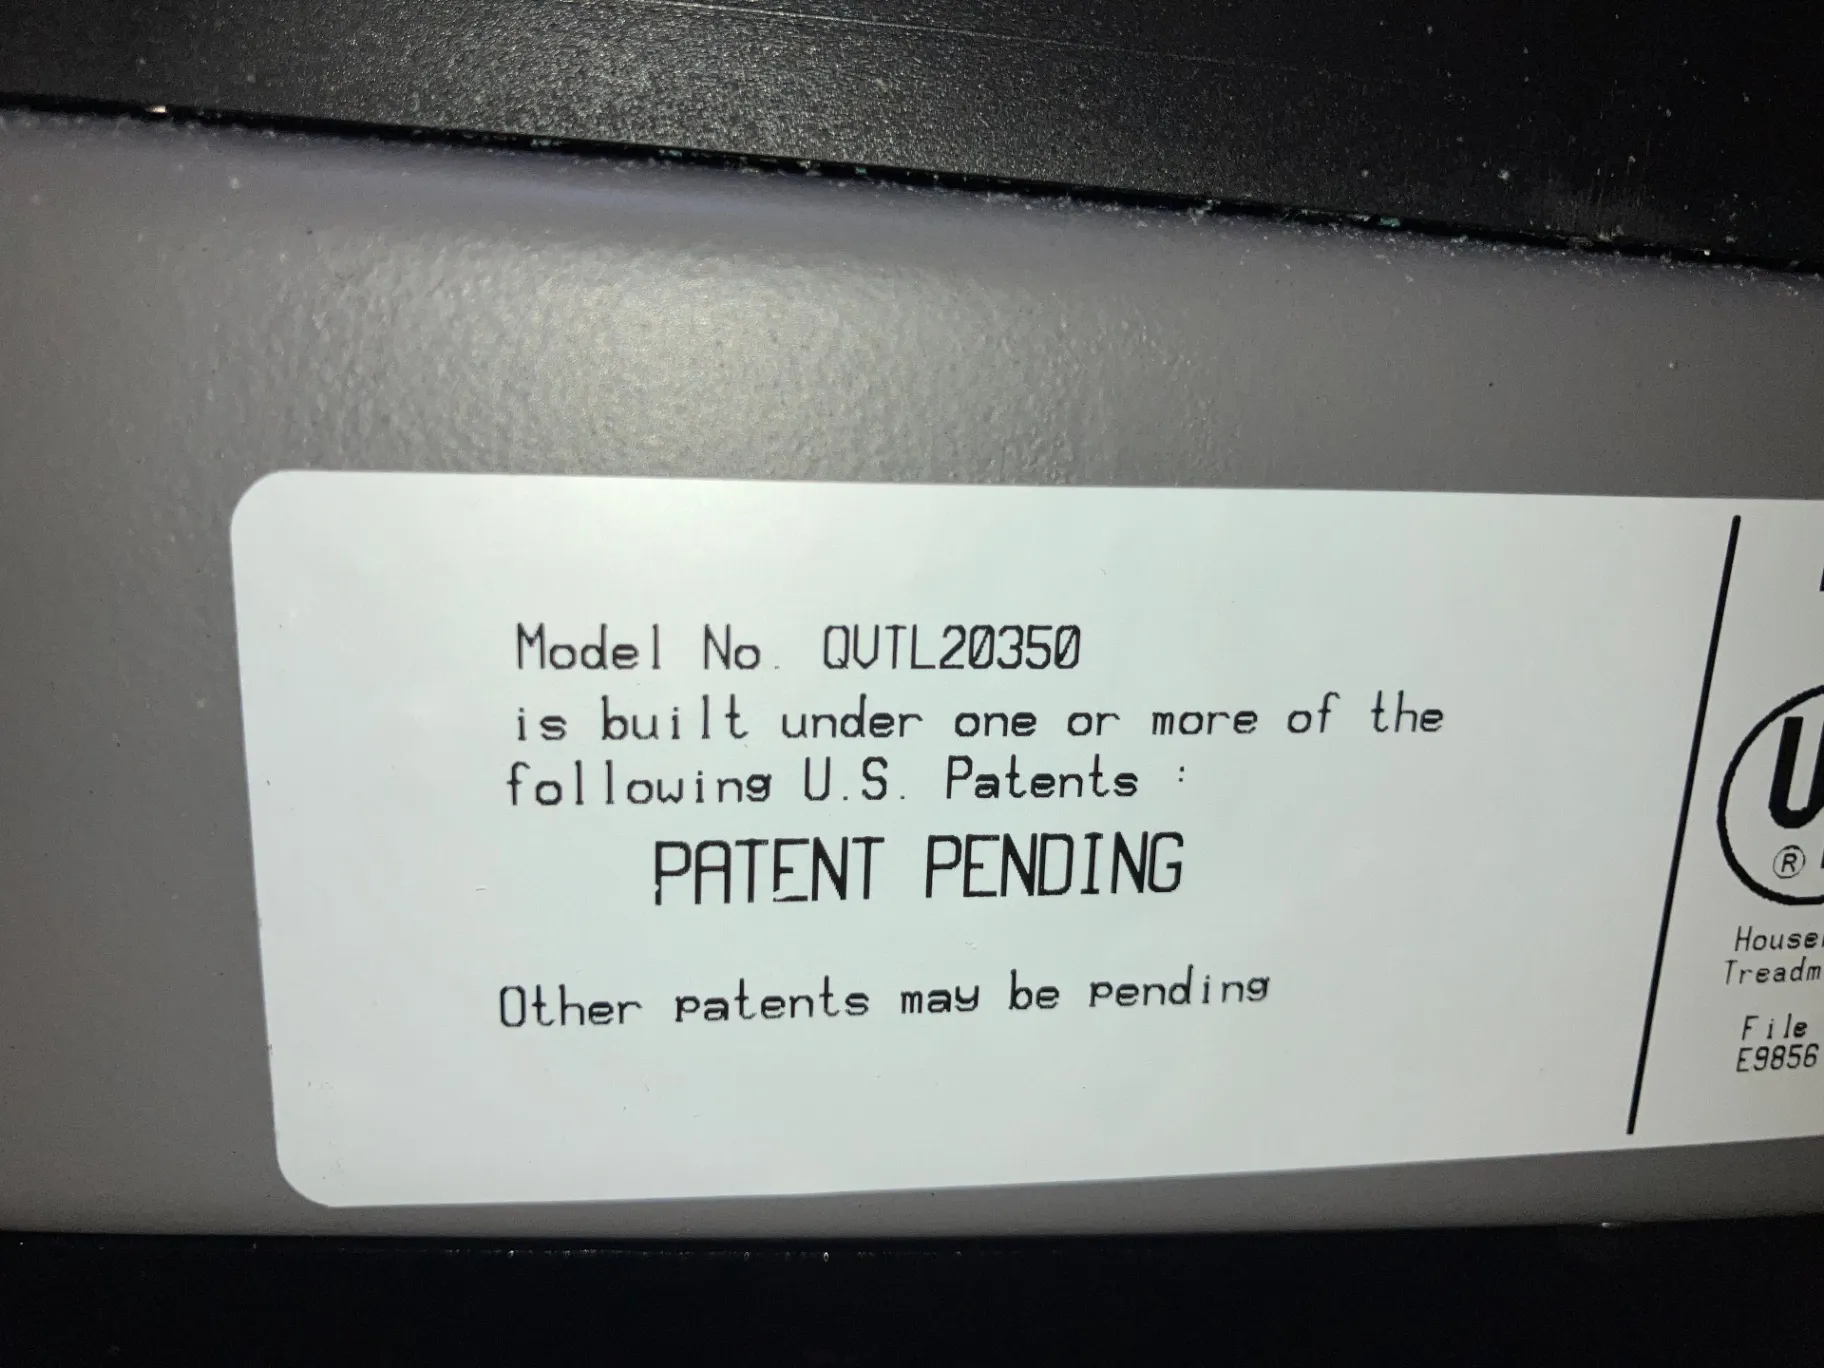 Model No. QVTL20350
is built under one or more of the
following U.S. Patents :
PATENT PENDING
Other patents may be pending
U
®
File
E9856